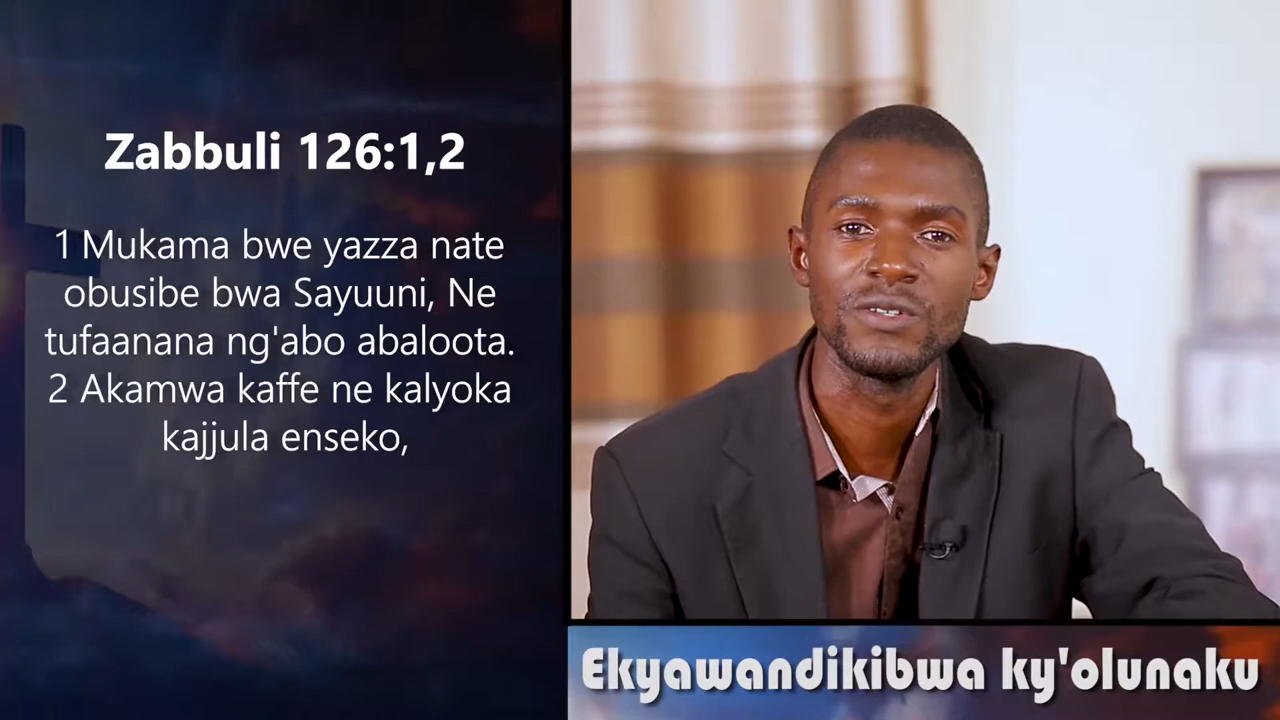 Zabbuli 126:1,2
1 Mukama bwe yazza nate
obusibe bwa Sayuuni, Ne
tufaanana ng'abo abaloota.
2 Akamwa kaffe ne kalyoka
kajjula enseko,
Ekyawandikibwa ky'olunaku